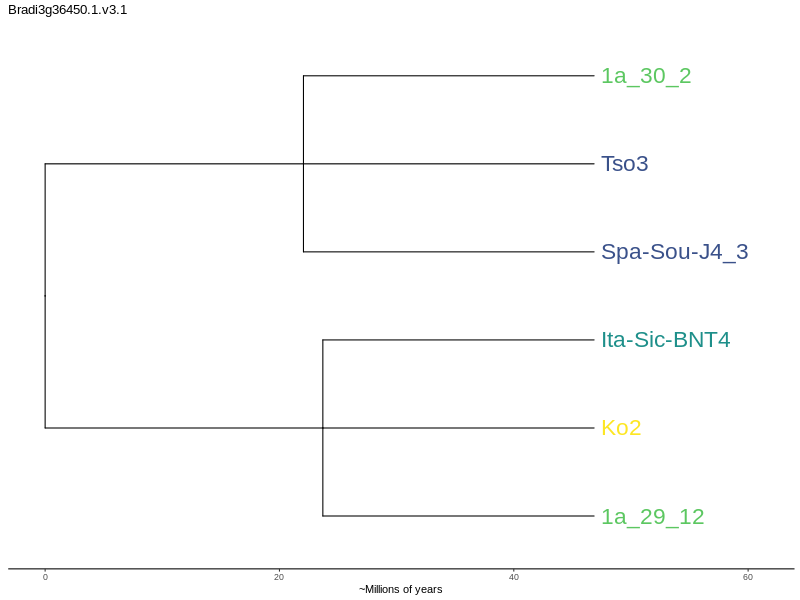 Bradi3g36450.1.v3.1
1a_30_2
Tso3
Spa-Sou-J4_3
Ita-Sic-BNT4
Ko2
1a_29_12
0 20 40 60
~Millions of years